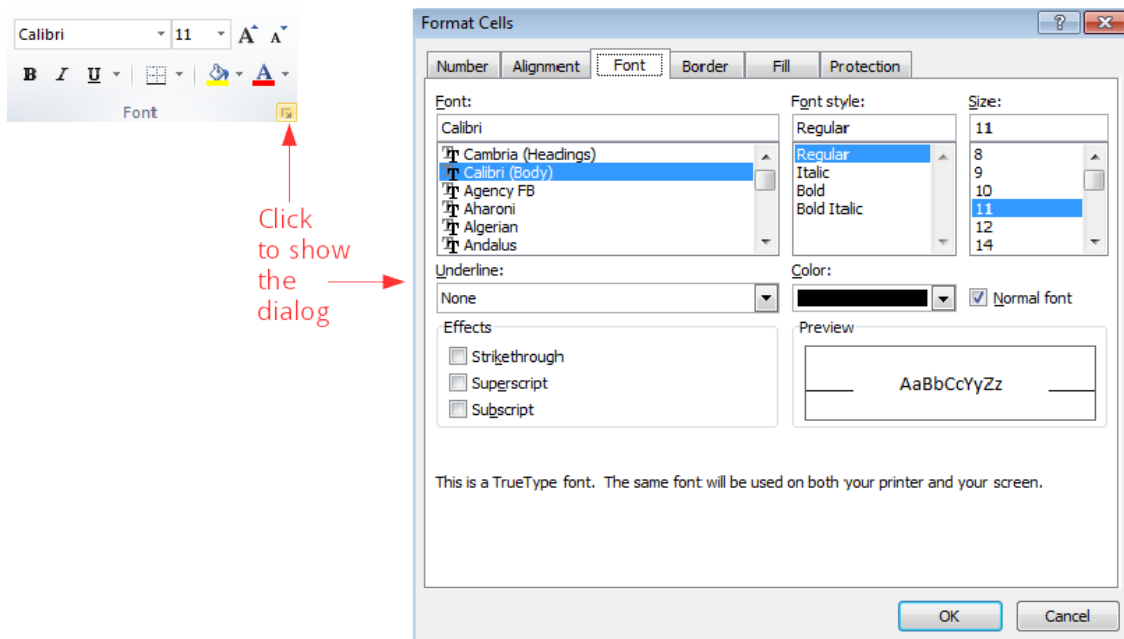 Calibri 11 A A
B I U A
Font
Click
to show
the
dialog
Format Cells
Number Alignment Font Border Fill Protection
Font: Font style: Size:
Calibri Regular 11
Cambria (Headings) Regular 8
Calibri (Body) Italic 9
Agency FB Bold 10
Aharoni Bold Italic 11
Algerian 12
Andalus 14
Underline: Color:
None Normal font
Effects Preview
Strikethrough
Superscript AaBbCcYyZz
Subscript
This is a TrueType font. The same font will be used on both your printer and your screen.
OK Cancel